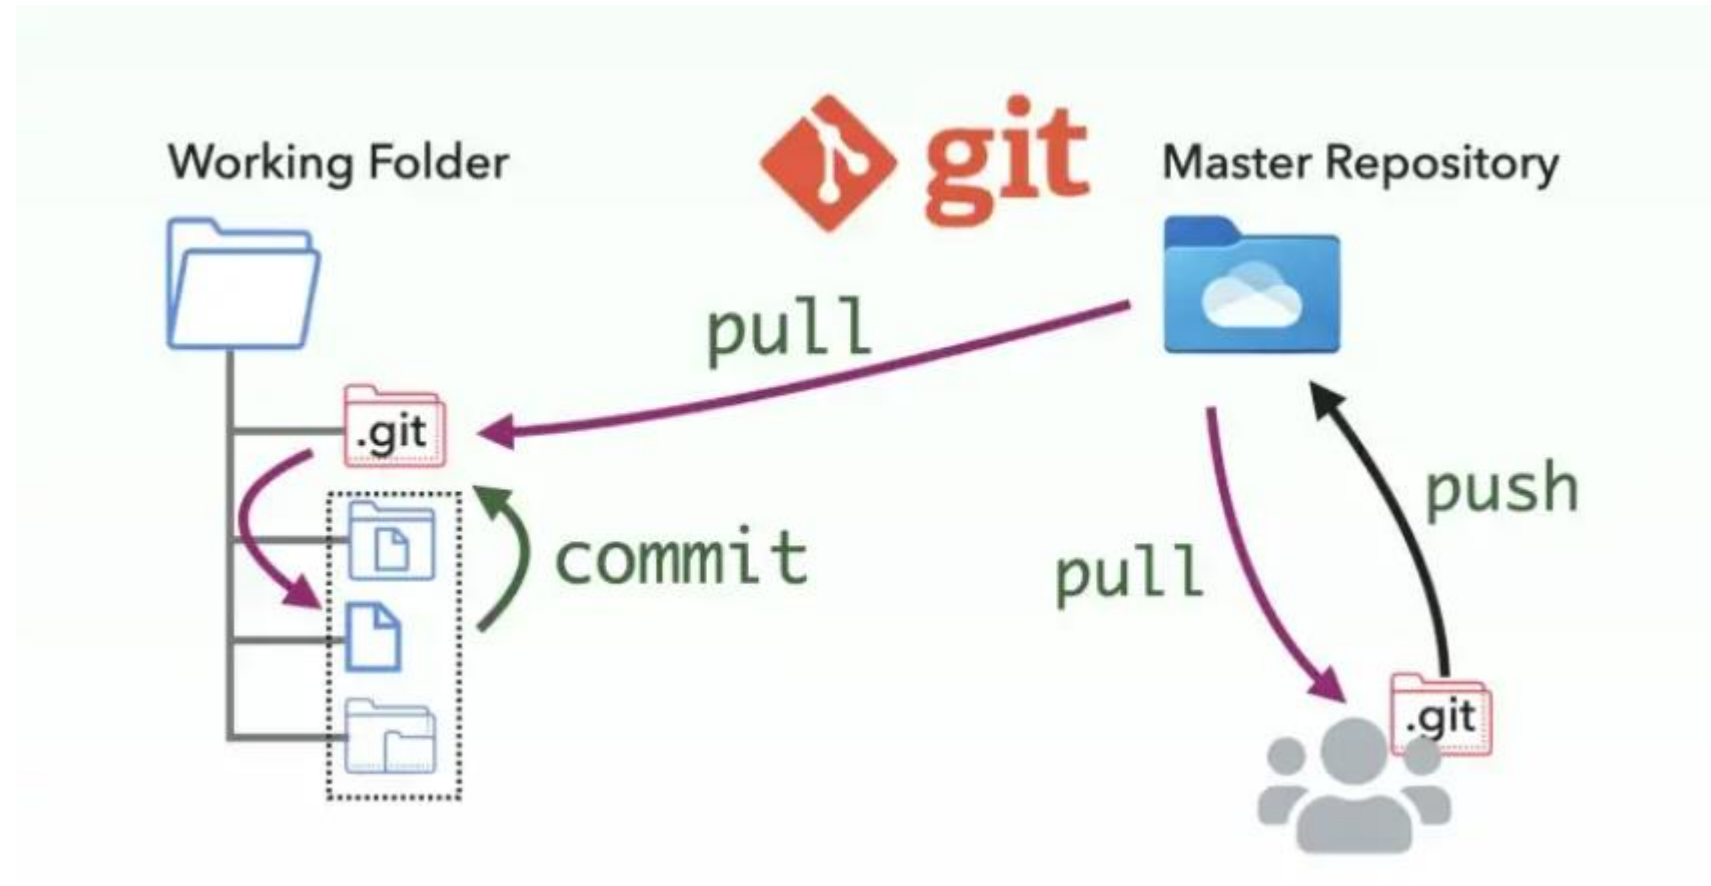 Working Folder
git
Master Repository
pull
.git
commit
pull
push
.git